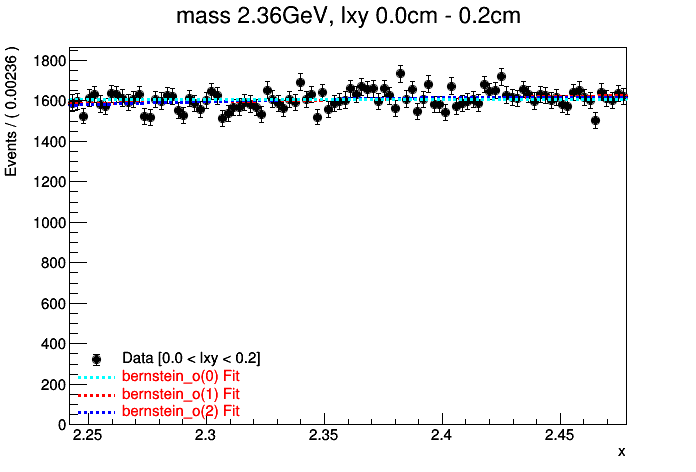 mass 2.36GeV, lxy 0.0cm - 0.2cm
Events / ( 0.00236 )
1800
1600
1400
1200
1000
800
600
400
200
0
Data [0.0 < lxy < 0.2]
bernstein_o(0) Fit
bernstein_o(1) Fit
bernstein_o(2) Fit
2.25 2.3 2.35 2.4 2.45
x